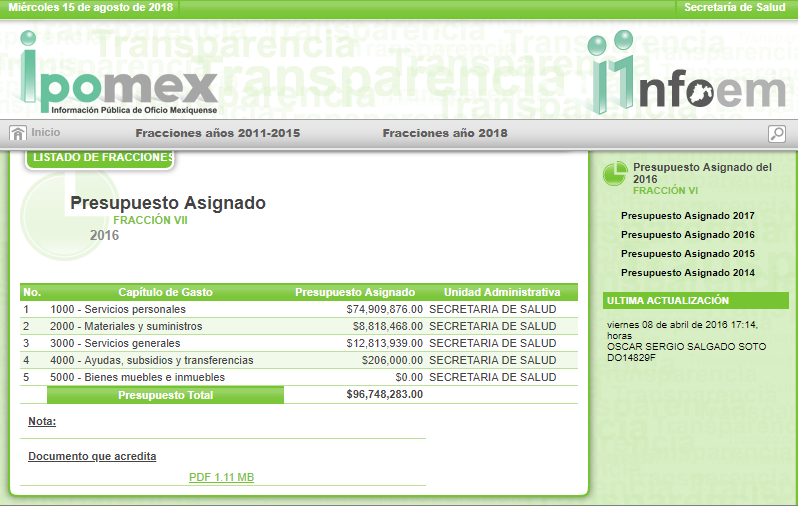 Miércoles 15 de agosto de 2018
Secretaría de Salud
ipomex
Información Pública de Oficio Mexiquense
infoem
Inicio
Fracciones años 2011-2015
Fracciones año 2018
LISTADO DE FRACCIONES
Presupuesto Asignado
FRACCIÓN VII
2016
No. Capítulo de Gasto Presupuesto Asignado Unidad Administrativa
1 1000 - Servicios personales $74,909,876.00 SECRETARIA DE SALUD
2 2000 - Materiales y suministros $8,818,468.00 SECRETARIA DE SALUD
3 3000 - Servicios generales $12,813,939.00 SECRETARIA DE SALUD
4 4000 - Ayudas, subsidios y transferencias $206,000.00 SECRETARIA DE SALUD
5 5000 - Bienes muebles e inmuebles $0.00 SECRETARIA DE SALUD
Presupuesto Total $96,748,283.00
Nota:
Documento que acredita
PDF 1.11 MB
Presupuesto Asignado del
2016
FRACCIÓN VI
Presupuesto Asignado 2017
Presupuesto Asignado 2016
Presupuesto Asignado 2015
Presupuesto Asignado 2014
ULTIMA ACTUALIZACIÓN
viernes 08 de abril de 2016 17:14,
horas
OSCAR SERGIO SALGADO SOTO
DO14829F